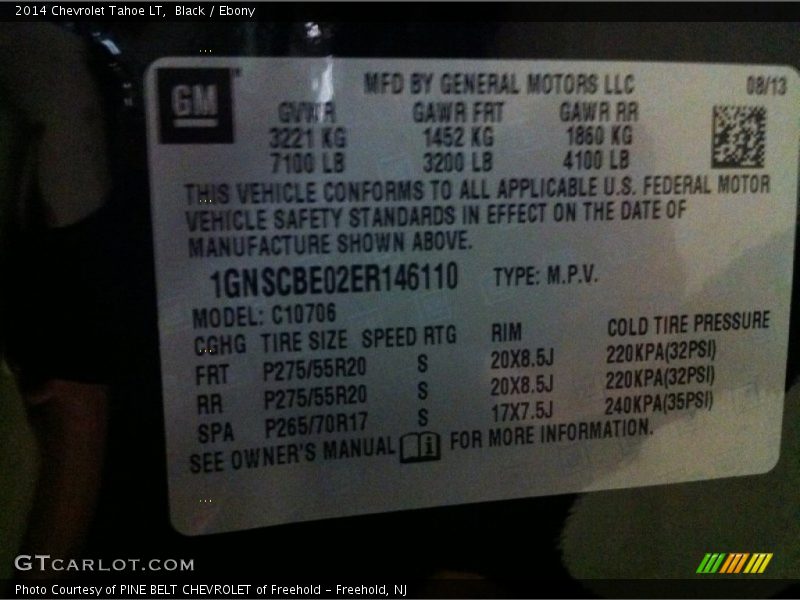 2014 Chevrolet Tahoe LT, Black / Ebony
GM
MFD BY GENERAL MOTORS LLC 08/13
GVWR GAWR FRT GAWR RR
3221 KG 1452 KG 1860 KG
7100 LB 3200 LB 4100 LB
THIS VEHICLE CONFORMS TO ALL APPLICABLE U.S. FEDERAL MOTOR
VEHICLE SAFETY STANDARDS IN EFFECT ON THE DATE OF
MANUFACTURE SHOWN ABOVE.
1GNSCBE02ER146110 TYPE: M.P.V.
MODEL: C10706
CGHG TIRE SIZE SPEED RTG RIM COLD TIRE PRESSURE
FRT P275/55R20 S 20X8.5J 220KPA(32PSI)
RR P275/55R20 S 20X8.5J 220KPA(32PSI)
SPA P265/70R17 S 17X7.5J 240KPA(35PSI)
SEE OWNER'S MANUAL FOR MORE INFORMATION.
GTCARLOT.COM
Photo Courtesy of PINE BELT CHEVROLET of Freehold - Freehold, NJ